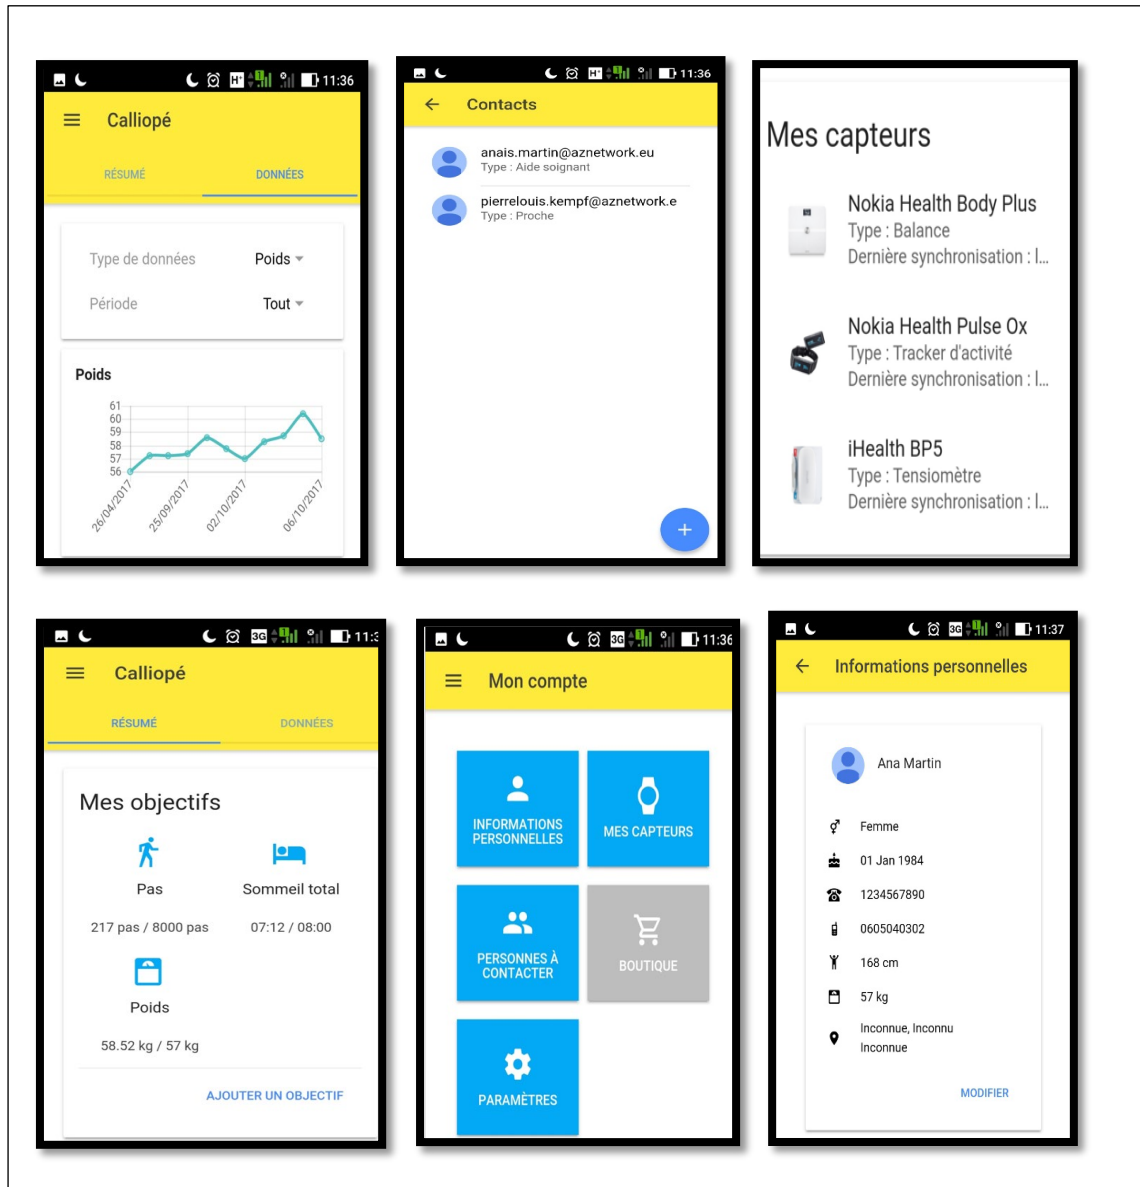 11:36
Calliopé
RÉSUMÉ
DONNÉES
Type de données
Poids
Période
Tout
Poids
61
60
59
58
57
56
26/04/2017
25/09/2017
02/10/2017
06/10/2017
H+
11:36
Contacts
anais.martin@aznetwork.eu
Type : Aide soignant
pierrelouis.kempf@aznetwork.e
Type : Proche
Mes capteurs
Nokia Health Body Plus
Type : Balance
Dernière synchronisation : l...
Nokia Health Pulse Ox
Type : Tracker d'activité
Dernière synchronisation : l...
iHealth BP5
Type : Tensiomètre
Dernière synchronisation : l...
3G
11:3
Calliopé
RÉSUMÉ
DONNÉES
Mes objectifs
Pas
Sommeil total
217 pas / 8000 pas
07:12 / 08:00
Poids
58.52 kg / 57 kg
AJOUTER UN OBJECTIF
3G
11:36
Mon compte
INFORMATIONS
PERSONNELLES
MES CAPTEURS
PERSONNES À
CONTACTER
BOUTIQUE
PARAMÈTRES
3G
11:37
Informations personnelles
Ana Martin
Femme
01 Jan 1984
1234567890
0605040302
168 cm
57 kg
Inconnue, Inconnu
Inconnue
MODIFIER